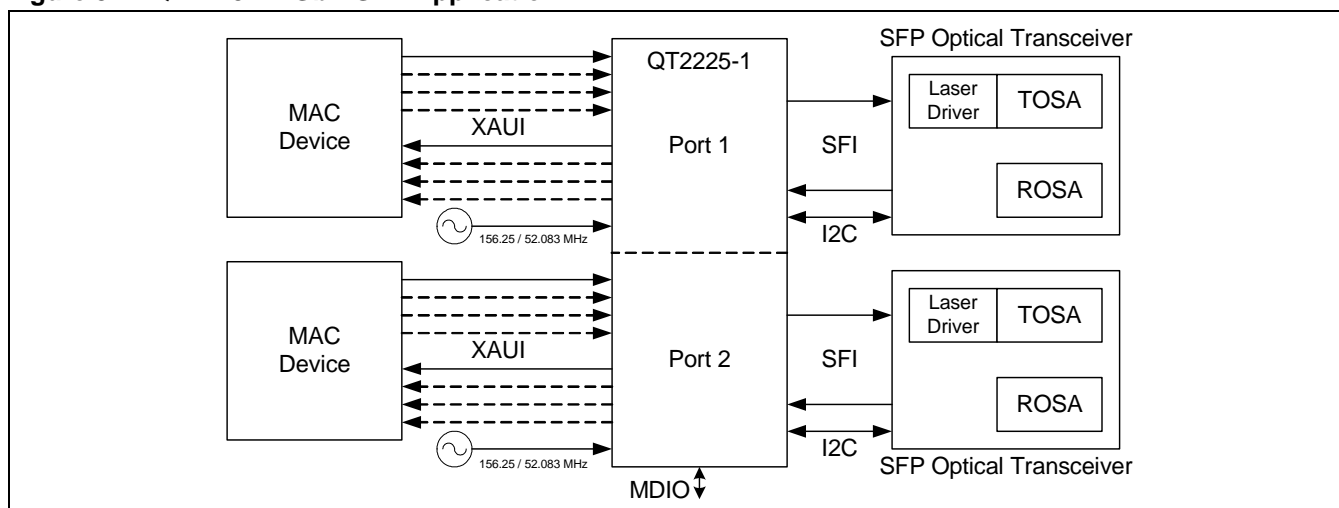 MAC
Device
XAUI
156.25 / 52.083 MHz
QT2225-1
Port 1
SFI
I2C
SFP Optical Transceiver
Laser
Driver
TOSA
ROSA
MAC
Device
XAUI
156.25 / 52.083 MHz
Port 2
MDIO
SFI
I2C
Laser
Driver
TOSA
ROSA
SFP Optical Transceiver